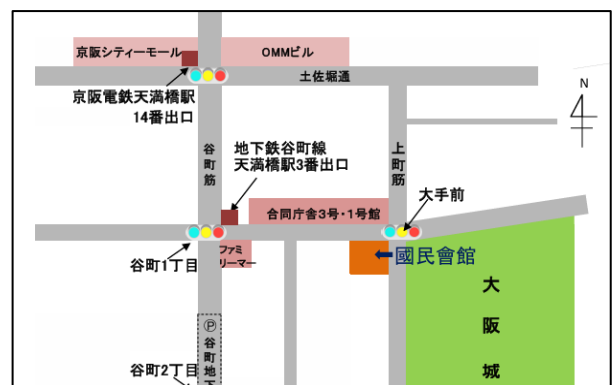 京阪シティーモール
OMMビル
土佐堀通
京阪電鉄天満橋駅
14番出口
N
谷町筋
地下鉄谷町線
天満橋駅3番出口
上町筋
大手前
合同庁舎3号・1号館
谷町1丁目
ファミ
リーマー
⬅國民會館
大阪城
Ⓟ谷町地下
谷町2丁目